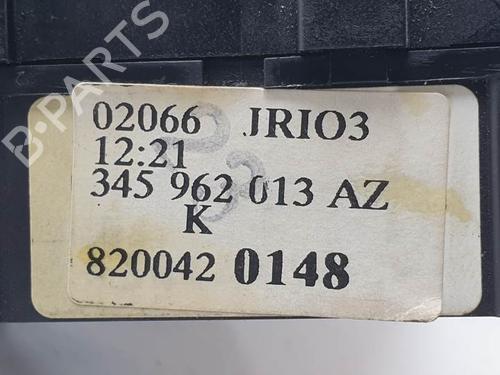 02066 JRIO3
12:21
345 962 013 AZ
K
820042 0148
B-PARTS